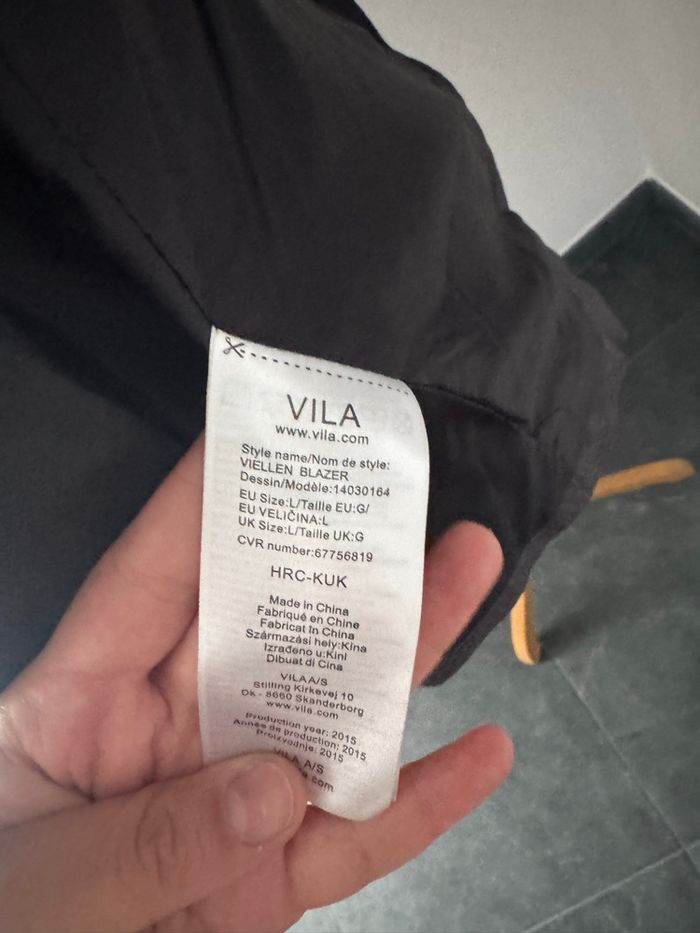 VILA
www.vila.com
Style name/Nom de style:
VIELLEN BLAZER
Dessin/Modèle:14030164
EU Size:L/Taille EU:G/
EU VELIČINA:L
UK Size:L/Taille UK:G
CVR number:67756819
HRC-KUK
Made in China
Fabriqué en Chine
Fabricat în China
Származási hely:Kína
Izrađeno u:Kini
Dibuat di Cina
VILA A/S
Stilling Kirkevej 10
Dk - 8660 Skanderborg
www.vila.com
Production year: 2015
Année de production: 2015
Proizvodnje: 2015
VILA A/S